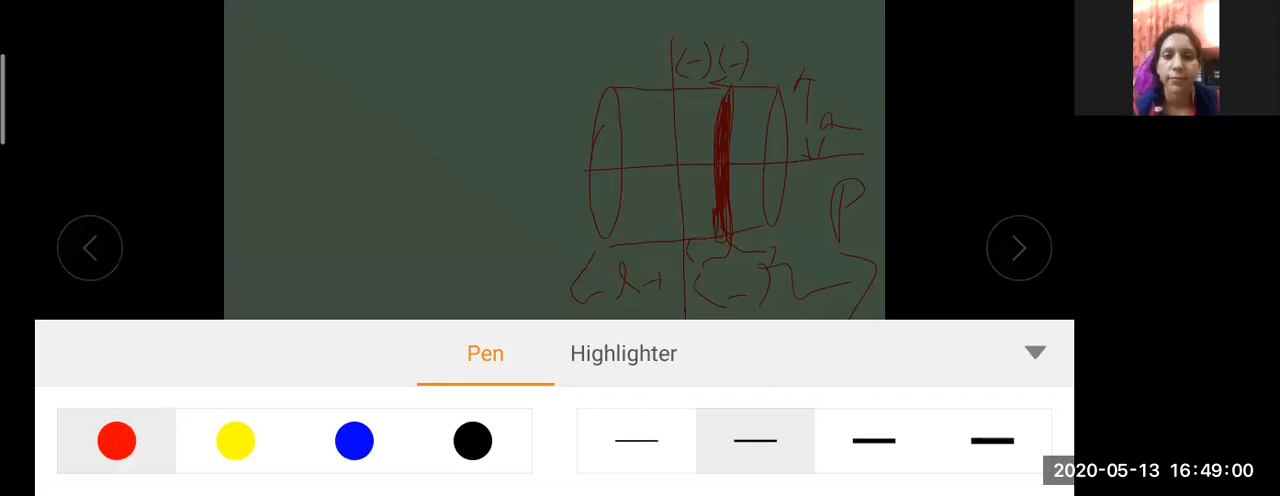 (-) (-)
a
P
(-)
Pen
Highlighter
2020-05-13 16:49:00